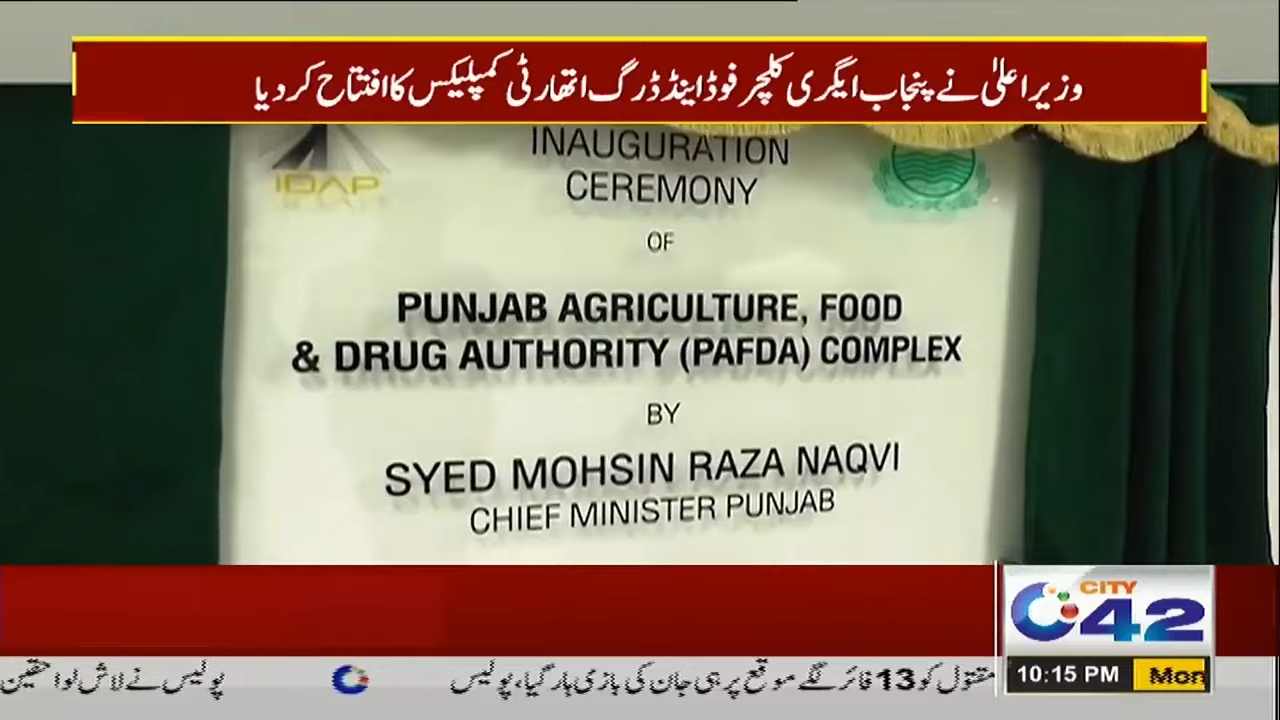 وزیراعلیٰ نے پنجاب ایگری کلچر فوڈ اینڈ ڈرگ اتھارٹی کمپلیکس کا افتتاح کر دیا
IDAP
INAUGURATION
CEREMONY
OF
PUNJAB AGRICULTURE, FOOD
& DRUG AUTHORITY (PAFDA) COMPLEX
BY
SYED MOHSIN RAZA NAQVI
CHIEF MINISTER PUNJAB
CITY
42
10:15 PM Mon
مقتول کو 13 فائر لگے موقع پر ہی جان کی بازی ہار گیا، پولیس
پولیس نے لاش لواحقین